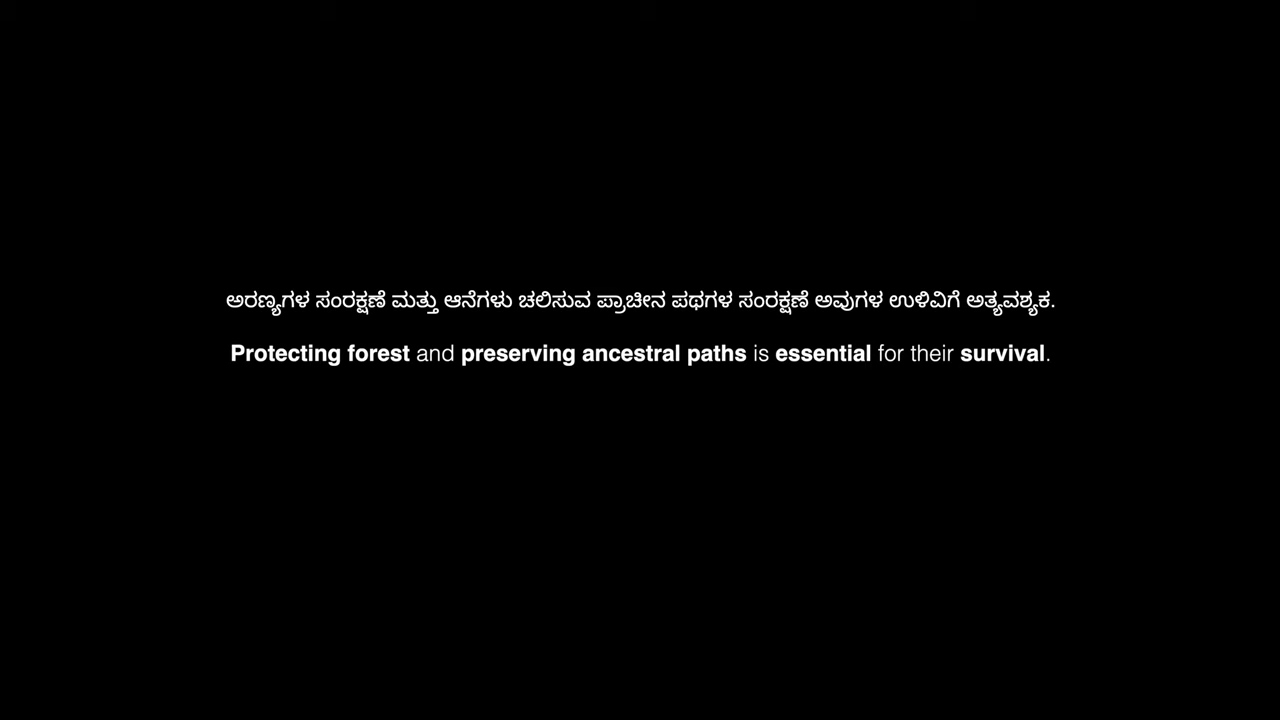 ಅರಣ್ಯಗಳ ಸಂರಕ್ಷಣೆ ಮತ್ತು ಆನೆಗಳು ಚಲಿಸುವ ಪ್ರಾಚೀನ ಪಥಗಳ ಸಂರಕ್ಷಣೆ ಅವುಗಳ ಉಳಿವಿಗೆ ಅತ್ಯವಶ್ಯಕ.
Protecting forest and preserving ancestral paths is essential for their survival.